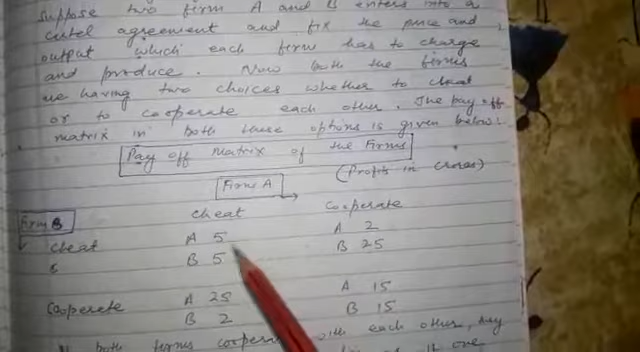 suppose two firm A and B enters into a
cartel agreement and fix the price and
output which each firm has to charge
and produce. Now both the firms
are having two choices whether to cheat
or to cooperate each other. The pay off
matrix in both these options is given below:
Pay off matrix of the Firms
(Profits in crores)
Firm A
Firm B
cheat cooperate
cheat A 5 A 2
B 5 B 25
Cooperate A 25 A 15
B 2 B 15
both firms cooperate with each other, they
if one